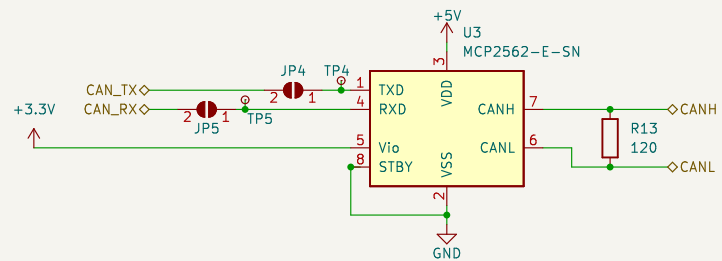 +5V
U3
MCP2562-E-SN
3
JP4
TP4
CAN_TX
2
1
1
TXD
VDD
CAN_RX
2
1
4
RXD
CANH
7
CANH
+3.3V
JP5
TP5
R13
120
5
Vio
CANL
6
8
STBY
VSS
CANL
2
GND